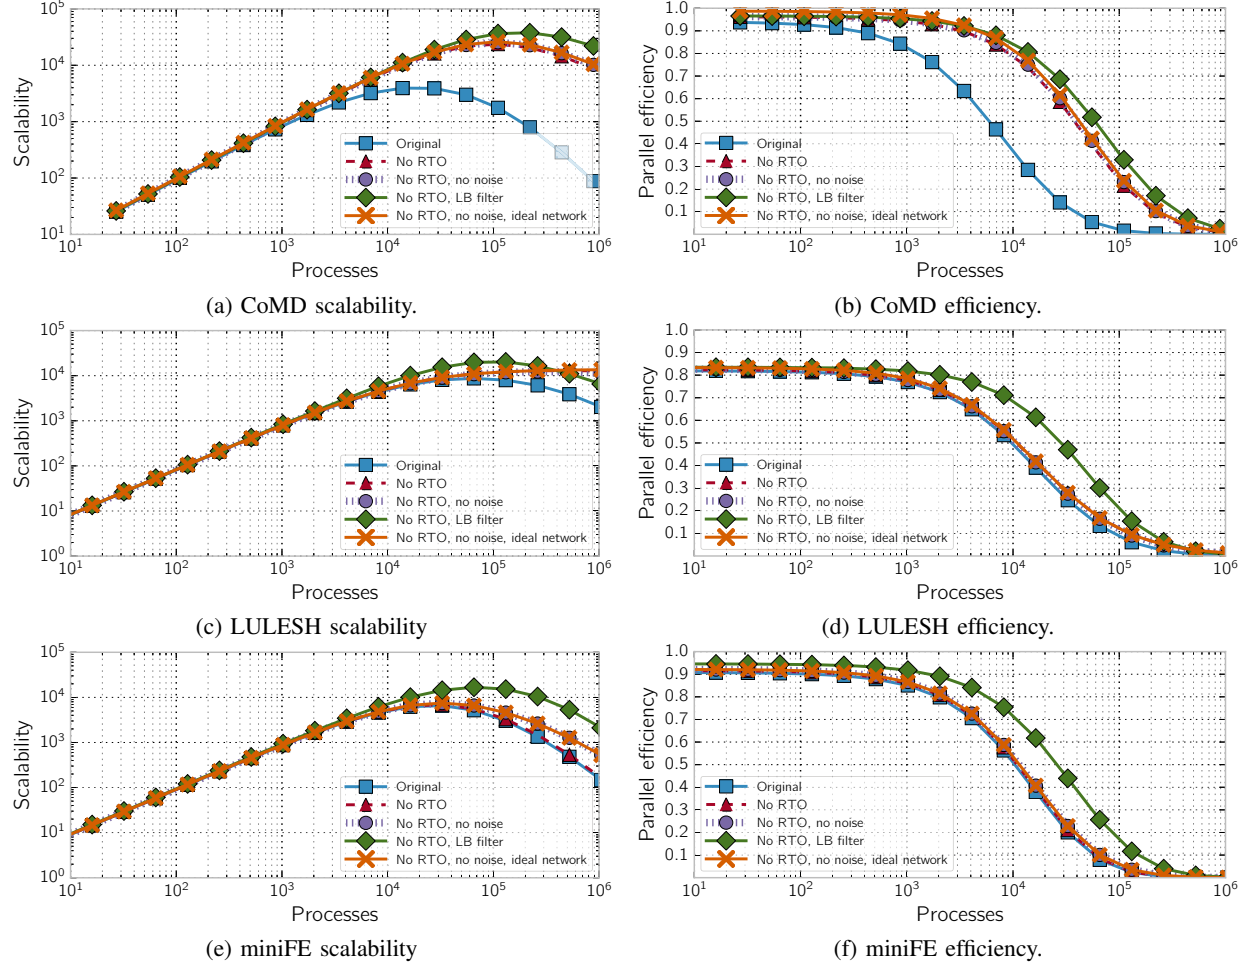 10^5
10^4
10^3
10^2
10^1
Scalability
10^1 10^2 10^3 10^4 10^5 10^6
Processes
Original
No RTO
No RTO, no noise
No RTO, LB filter
No RTO, no noise, ideal network
(a) CoMD scalability.
1.0
0.9
0.8
0.7
0.6
0.5
0.4
0.3
0.2
0.1
Parallel efficiency
10^1 10^2 10^3 10^4 10^5 10^6
Processes
Original
No RTO
No RTO, no noise
No RTO, LB filter
No RTO, no noise, ideal network
(b) CoMD efficiency.
10^5
10^4
10^3
10^2
10^1
10^0
Scalability
10^1 10^2 10^3 10^4 10^5 10^6
Processes
Original
No RTO
No RTO, no noise
No RTO, LB filter
No RTO, no noise, ideal network
(c) LULESH scalability
1.0
0.9
0.8
0.7
0.6
0.5
0.4
0.3
0.2
0.1
Parallel efficiency
10^1 10^2 10^3 10^4 10^5 10^6
Processes
Original
No RTO
No RTO, no noise
No RTO, LB filter
No RTO, no noise, ideal network
(d) LULESH efficiency.
10^5
10^4
10^3
10^2
10^1
10^0
Scalability
10^1 10^2 10^3 10^4 10^5 10^6
Processes
Original
No RTO
No RTO, no noise
No RTO, LB filter
No RTO, no noise, ideal network
(e) miniFE scalability
1.0
0.9
0.8
0.7
0.6
0.5
0.4
0.3
0.2
0.1
Parallel efficiency
10^1 10^2 10^3 10^4 10^5 10^6
Processes
Original
No RTO
No RTO, no noise
No RTO, LB filter
No RTO, no noise, ideal network
(f) miniFE efficiency.